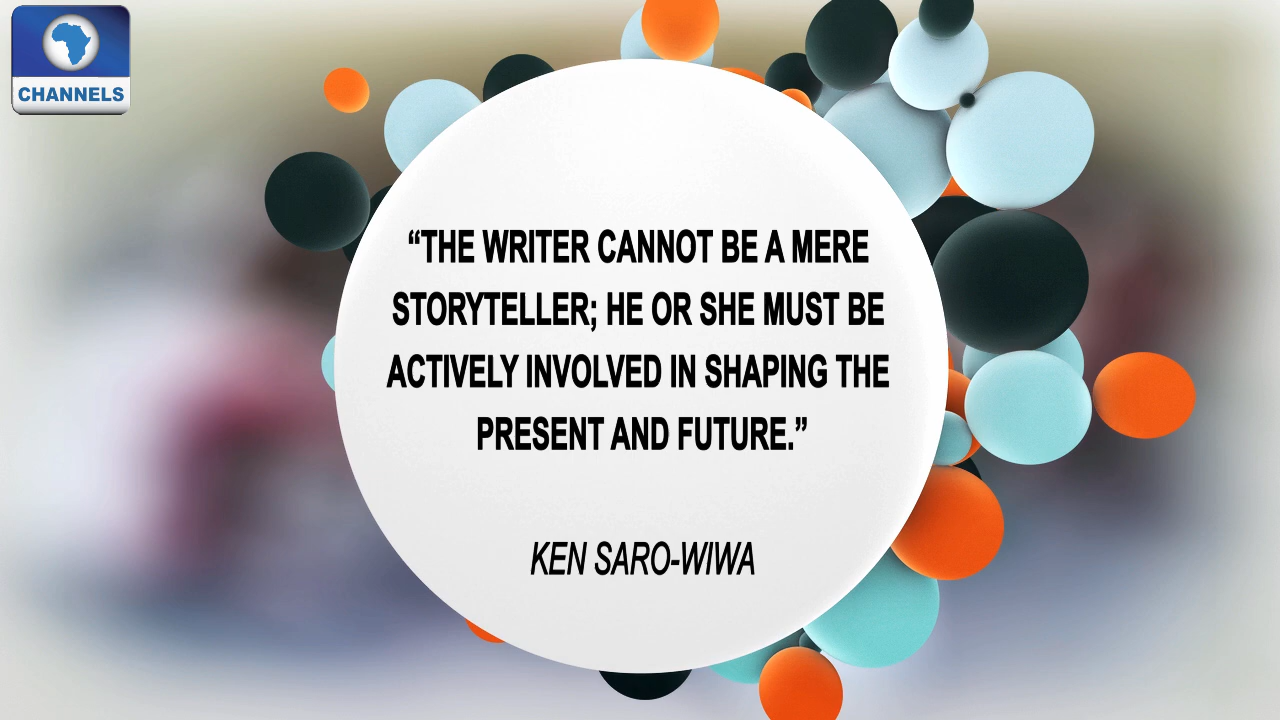 CHANNELS
“THE WRITER CANNOT BE A MERE
STORYTELLER; HE OR SHE MUST BE
ACTIVELY INVOLVED IN SHAPING THE
PRESENT AND FUTURE.”
KEN SARO-WIWA